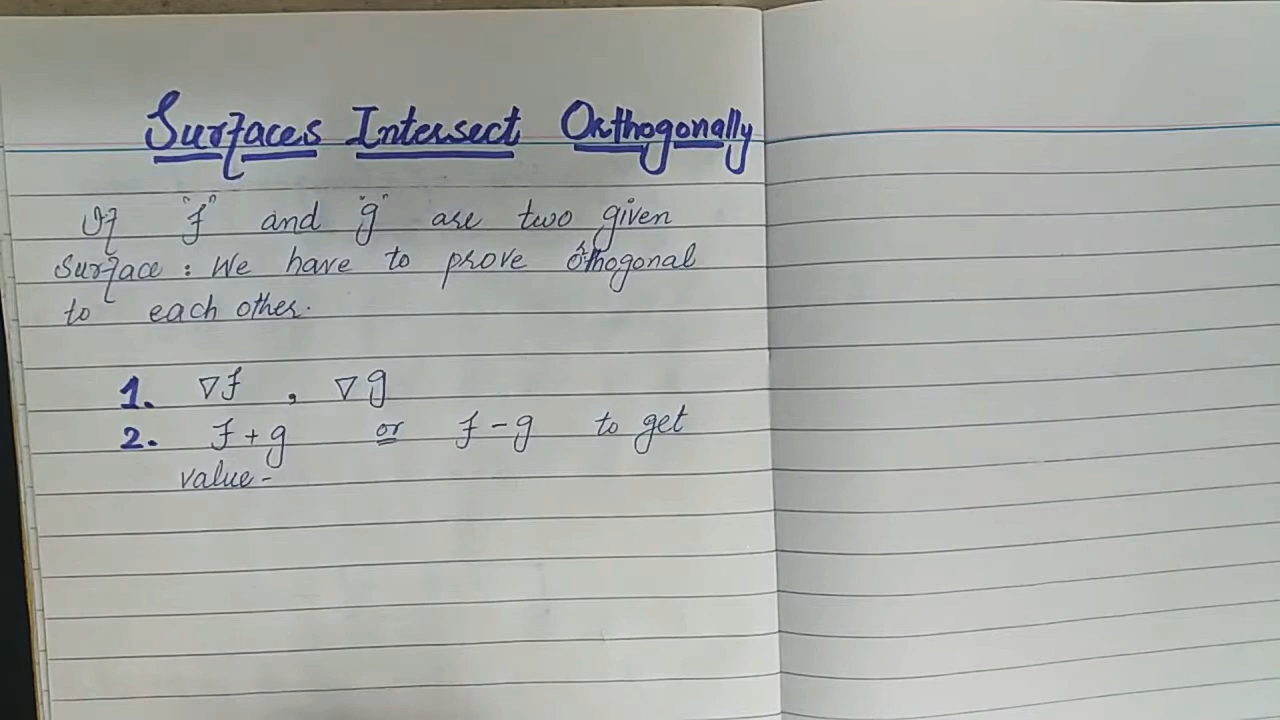 Surfaces Intersect Orthogonally
If "f" and "g" are two given
surface : We have to prove orthogonal
to each other.
1. ∇f , ∇g
2. f + g or f - g to get
value -